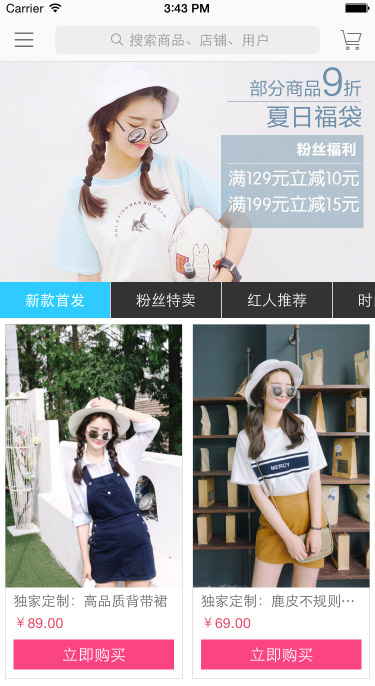 Carrier 3:43 PM
搜索商品、店铺、用户
部分商品9折
夏日福袋
粉丝福利
满129元立减10元
满199元立减15元
GOLDFISH HAS NO GOLD
新款首发 粉丝特卖 红人推荐 时
MERCY
独家定制：高品质背带裙 独家定制：鹿皮不规则…
￥89.00 ￥69.00
立即购买 立即购买